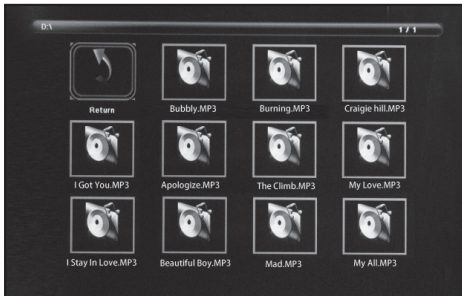 D:\ 1 / 1
Return Bubbly.MP3 Burning.MP3 Craigie hill.MP3
I Got You.MP3 Apologize.MP3 The Climb.MP3 My Love.MP3
I Stay In Love.MP3 Beautiful Boy.MP3 Mad.MP3 My All.MP3